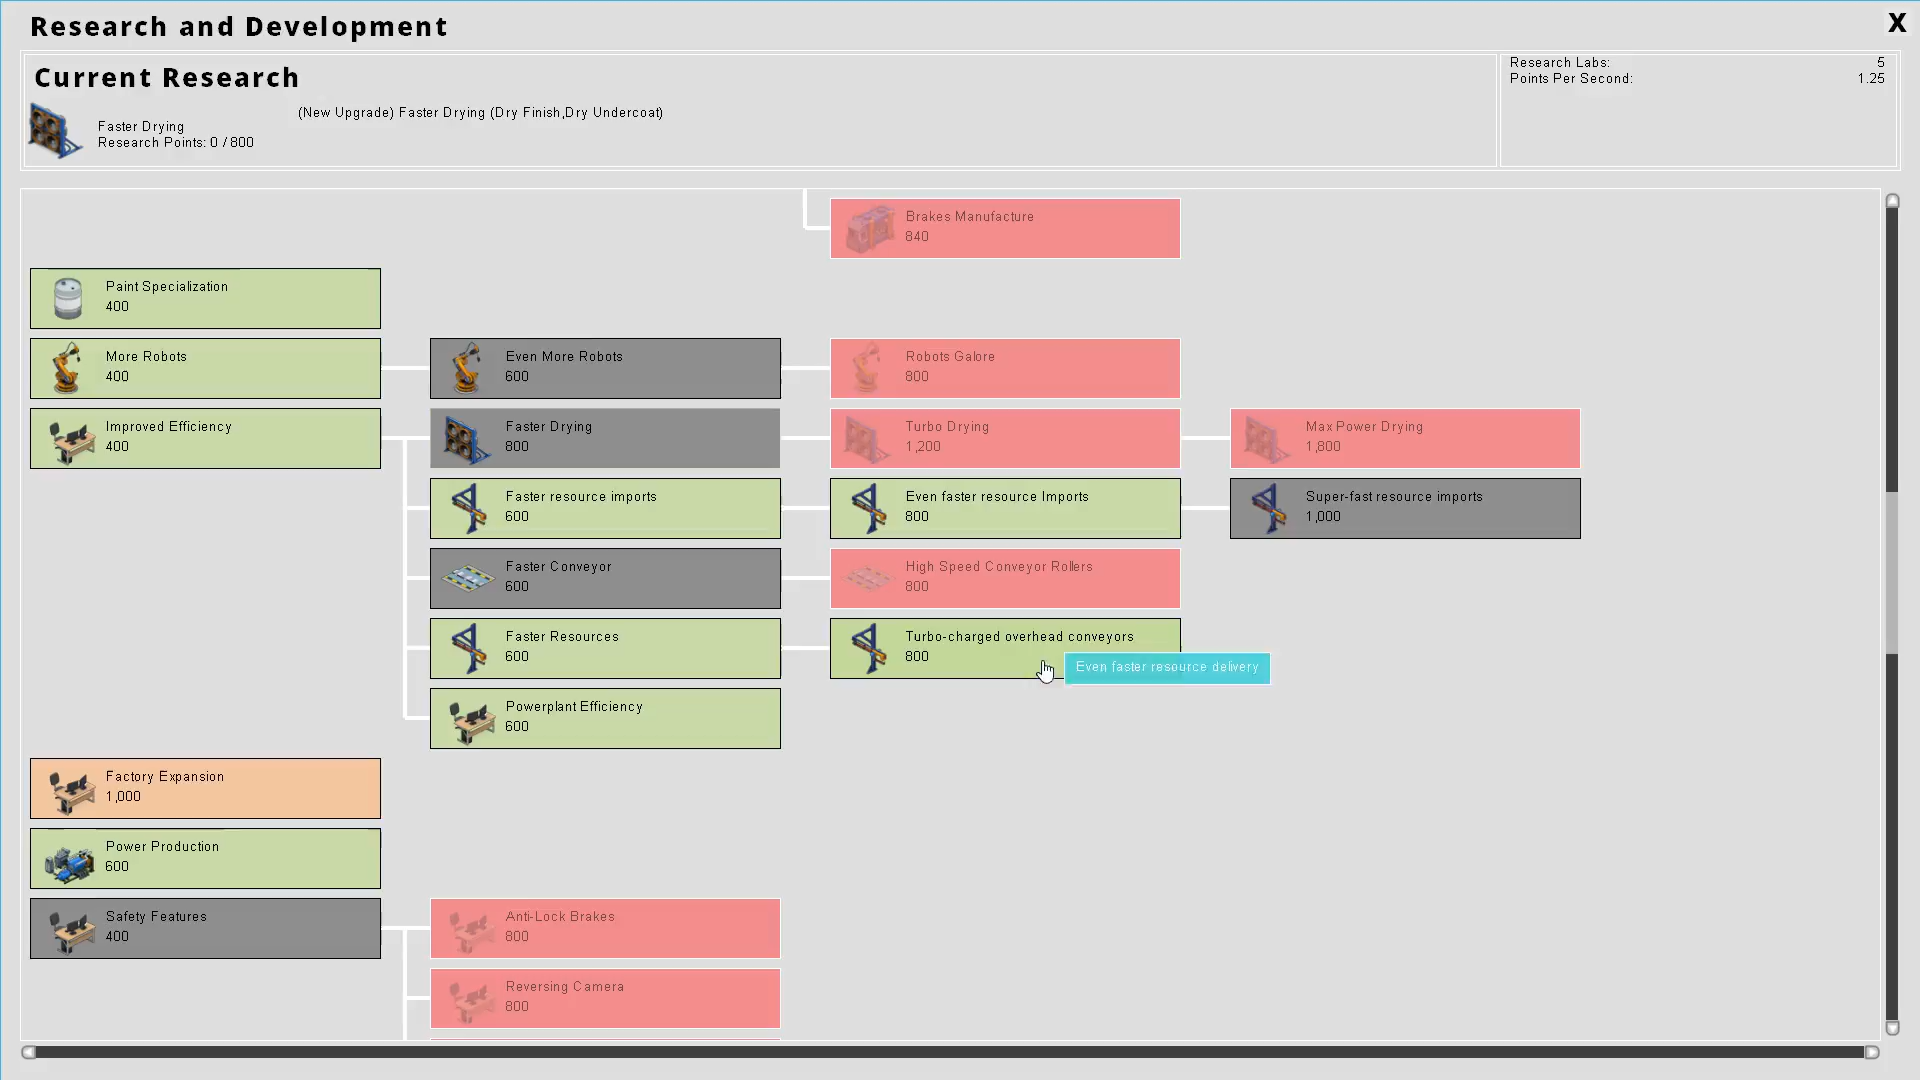 Research and Development
X
Current Research
(New Upgrade) Faster Drying (Dry Finish,Dry Undercoat)
Faster Drying
Research Points: 0 / 800
Research Labs: 5
Points Per Second: 1.25
Brakes Manufacture
840
Paint Specialization
400
More Robots
400
Even More Robots
600
Robots Galore
800
Improved Efficiency
400
Faster Drying
800
Turbo Drying
1,200
Max Power Drying
1,800
Faster resource imports
600
Even faster resource Imports
800
Super-fast resource imports
1,000
Faster Conveyor
600
High Speed Conveyor Rollers
800
Faster Resources
600
Turbo-charged overhead conveyors
800
Even faster resource delivery
Powerplant Efficiency
600
Factory Expansion
1,000
Power Production
600
Safety Features
400
Anti-Lock Brakes
800
Reversing Camera
800